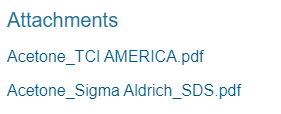 Attachments
Acetone_TCI AMERICA.pdf
Acetone_Sigma Aldrich_SDS.pdf